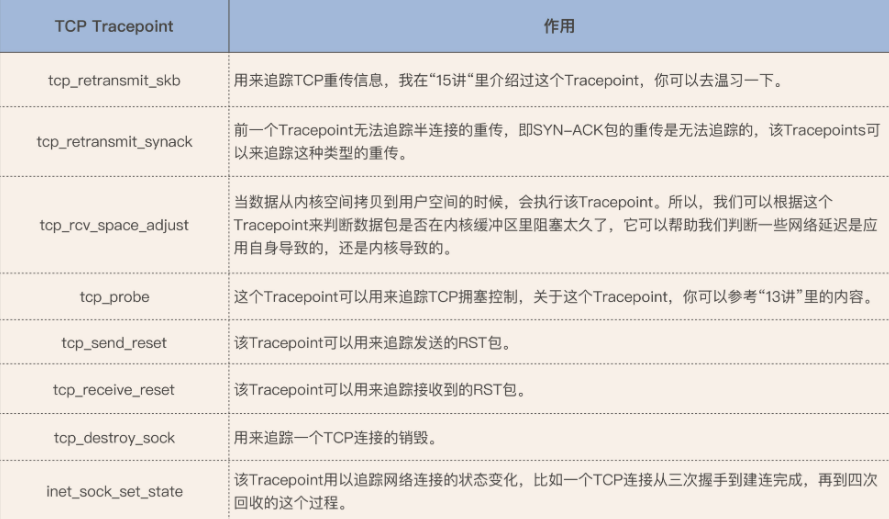 TCP Tracepoint
作用
tcp_retransmit_skb
用来追踪TCP重传信息，我在“15讲“里介绍过这个Tracepoint，你可以去温习一下。
tcp_retransmit_synack
前一个Tracepoint无法追踪半连接的重传，即SYN-ACK包的重传是无法追踪的，该Tracepoints可
以来追踪这种类型的重传。
tcp_rcv_space_adjust
当数据从内核空间拷贝到用户空间的时候，会执行该Tracepoint。所以，我们可以根据这个
Tracepoint来判断数据包是否在内核缓冲区里阻塞太久了，它可以帮助我们判断一些网络延迟是应
用自身导致的，还是内核导致的。
tcp_probe
这个Tracepoint可以用来追踪TCP拥塞控制，关于这个Tracepoint，你可以参考“13讲”里的内容。
tcp_send_reset
该Tracepoint可以用来追踪发送的RST包。
tcp_receive_reset
该Tracepoint可以用来追踪接收到的RST包。
tcp_destroy_sock
用来追踪一个TCP连接的销毁。
inet_sock_set_state
该Tracepoint用以追踪网络连接的状态变化，比如一个TCP连接从三次握手到建连完成，再到四次
回收的这个过程。